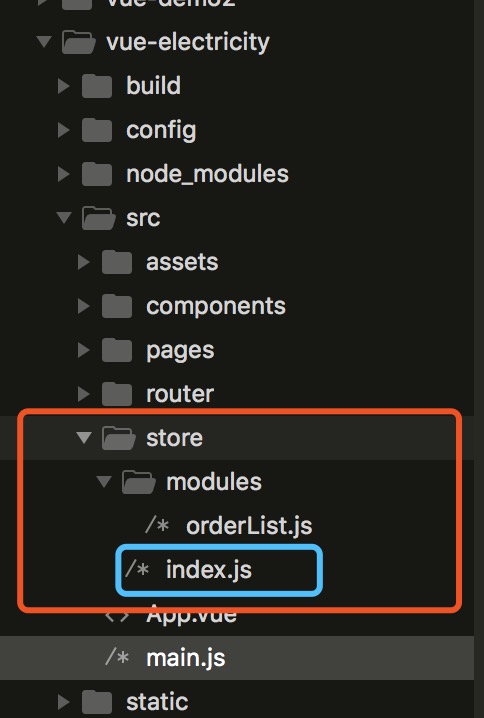 vue-demo2
vue-electricity
build
config
node_modules
src
assets
components
pages
router
store
modules
/* orderList.js
/* index.js
<> App.vue
/* main.js
static